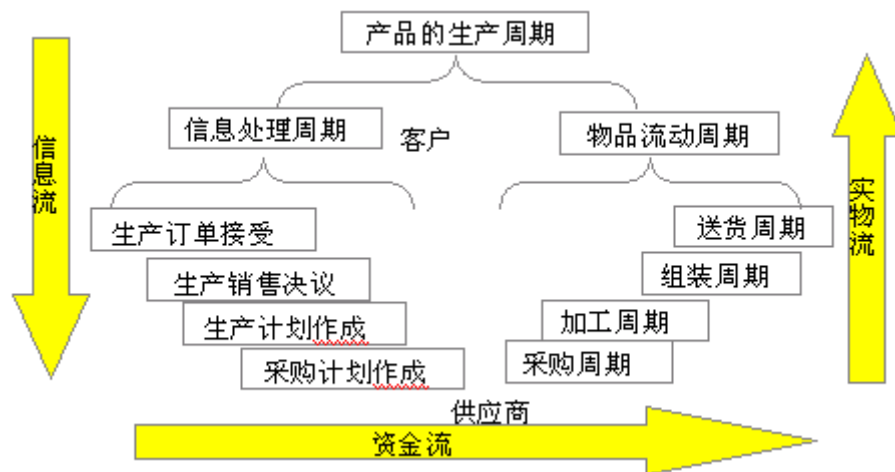 产品的生产周期
信息处理周期
客户
物品流动周期
信息流
实物流
生产订单接受
送货周期
生产销售决议
组装周期
生产计划作成
加工周期
采购计划作成
采购周期
供应商
资金流